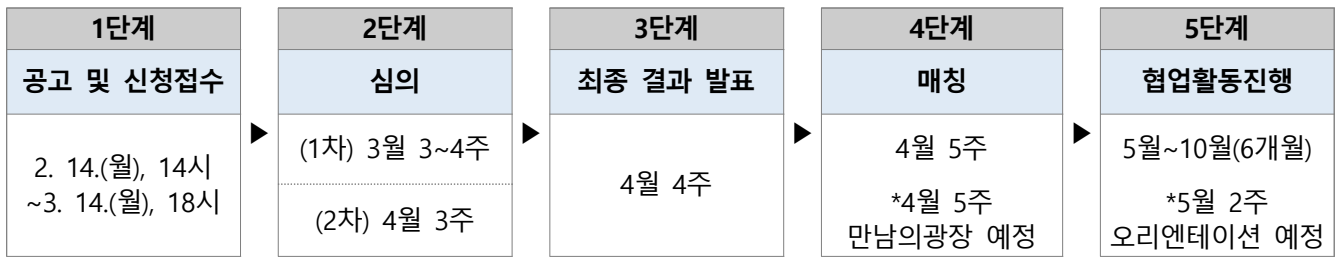 1단계
공고 및 신청접수
2. 14.(월), 14시
~3. 14.(월), 18시
▶
2단계
심의
(1차) 3월 3~4주
(2차) 4월 3주
▶
3단계
최종 결과 발표
4월 4주
▶
4단계
매칭
4월 5주
*4월 5주
만남의광장 예정
▶
5단계
협업활동진행
5월~10월(6개월)
*5월 2주
오리엔테이션 예정